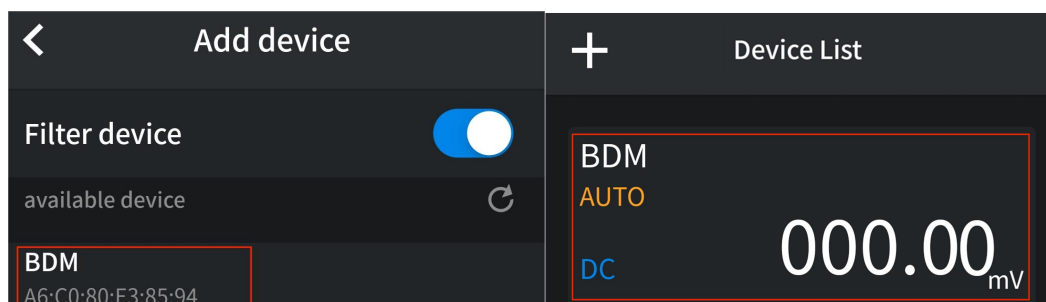 Add device
Filter device
available device
BDM
A6:C0:80:E3:85:94
Device List
BDM
AUTO
DC
000.00
mV